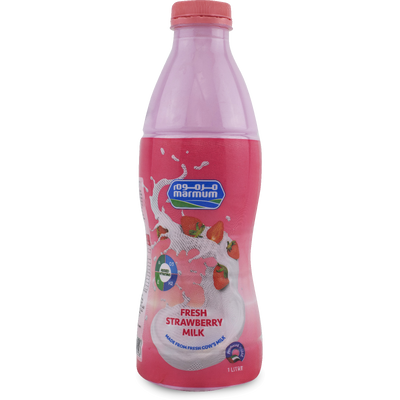 مرموم
marmum
FRESH
STRAWBERRY
MILK
MADE FROM FRESH COW'S MILK
1 LITRE